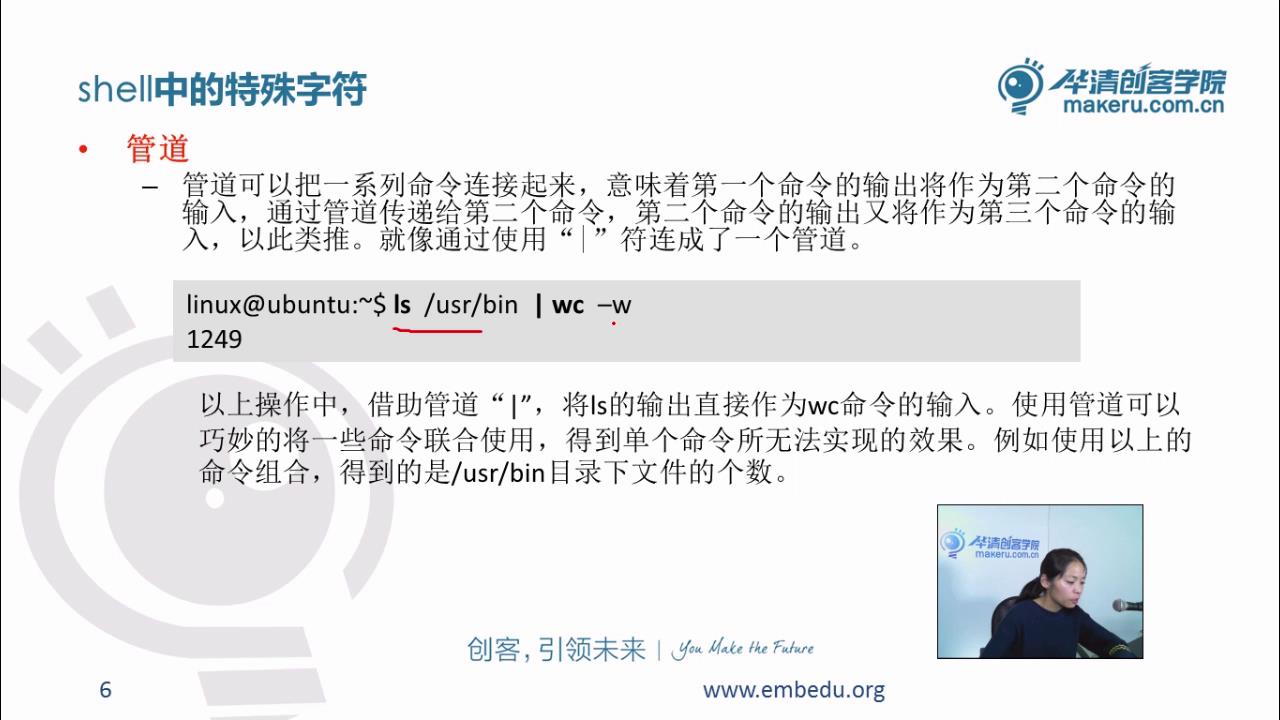 shell中的特殊字符
华清创客学院
makeru.com.cn
• 管道
– 管道可以把一系列命令连接起来，意味着第一个命令的输出将作为第二个命令的
输入，通过管道传递给第二个命令，第二个命令的输出又将作为第三个命令的输
入，以此类推。就像通过使用“|”符连成了一个管道。
linux@ubuntu:~$ ls /usr/bin | wc –w
1249
以上操作中，借助管道“|”，将ls的输出直接作为wc命令的输入。使用管道可以
巧妙的将一些命令联合使用，得到单个命令所无法实现的效果。例如使用以上的
命令组合，得到的是/usr/bin目录下文件的个数。
华清创客学院
makeru.com.cn
创客，引领未来 | You Make the Future
6
www.embedu.org